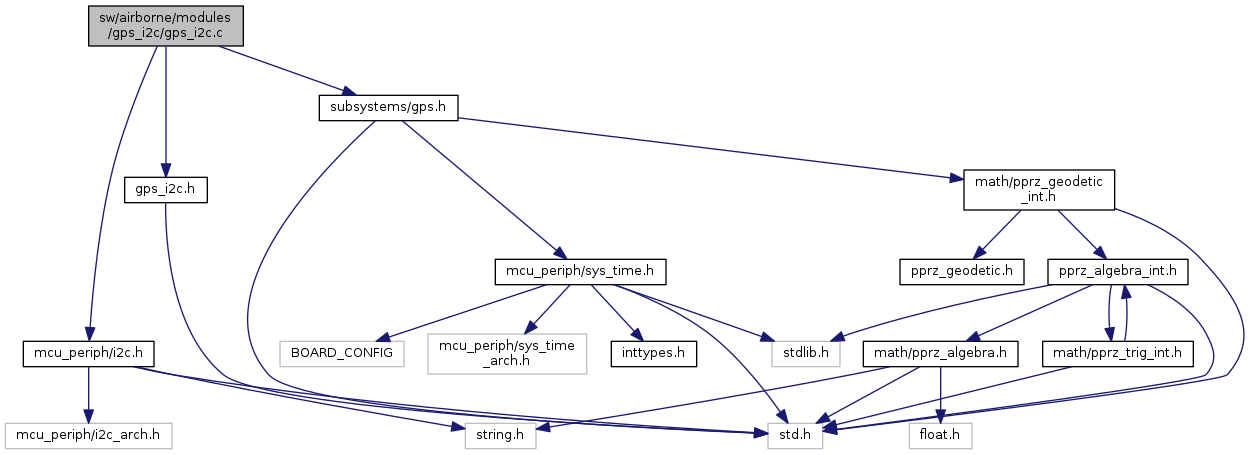 sw/airborne/modules
/gps_i2c/gps_i2c.c
subsystems/gps.h
gps_i2c.h
math/pprz_geodetic
_int.h
mcu_periph/sys_time.h
pprz_geodetic.h
pprz_algebra_int.h
mcu_periph/i2c.h
BOARD_CONFIG
mcu_periph/sys_time
_arch.h
inttypes.h
stdlib.h
math/pprz_algebra.h
math/pprz_trig_int.h
mcu_periph/i2c_arch.h
string.h
std.h
float.h